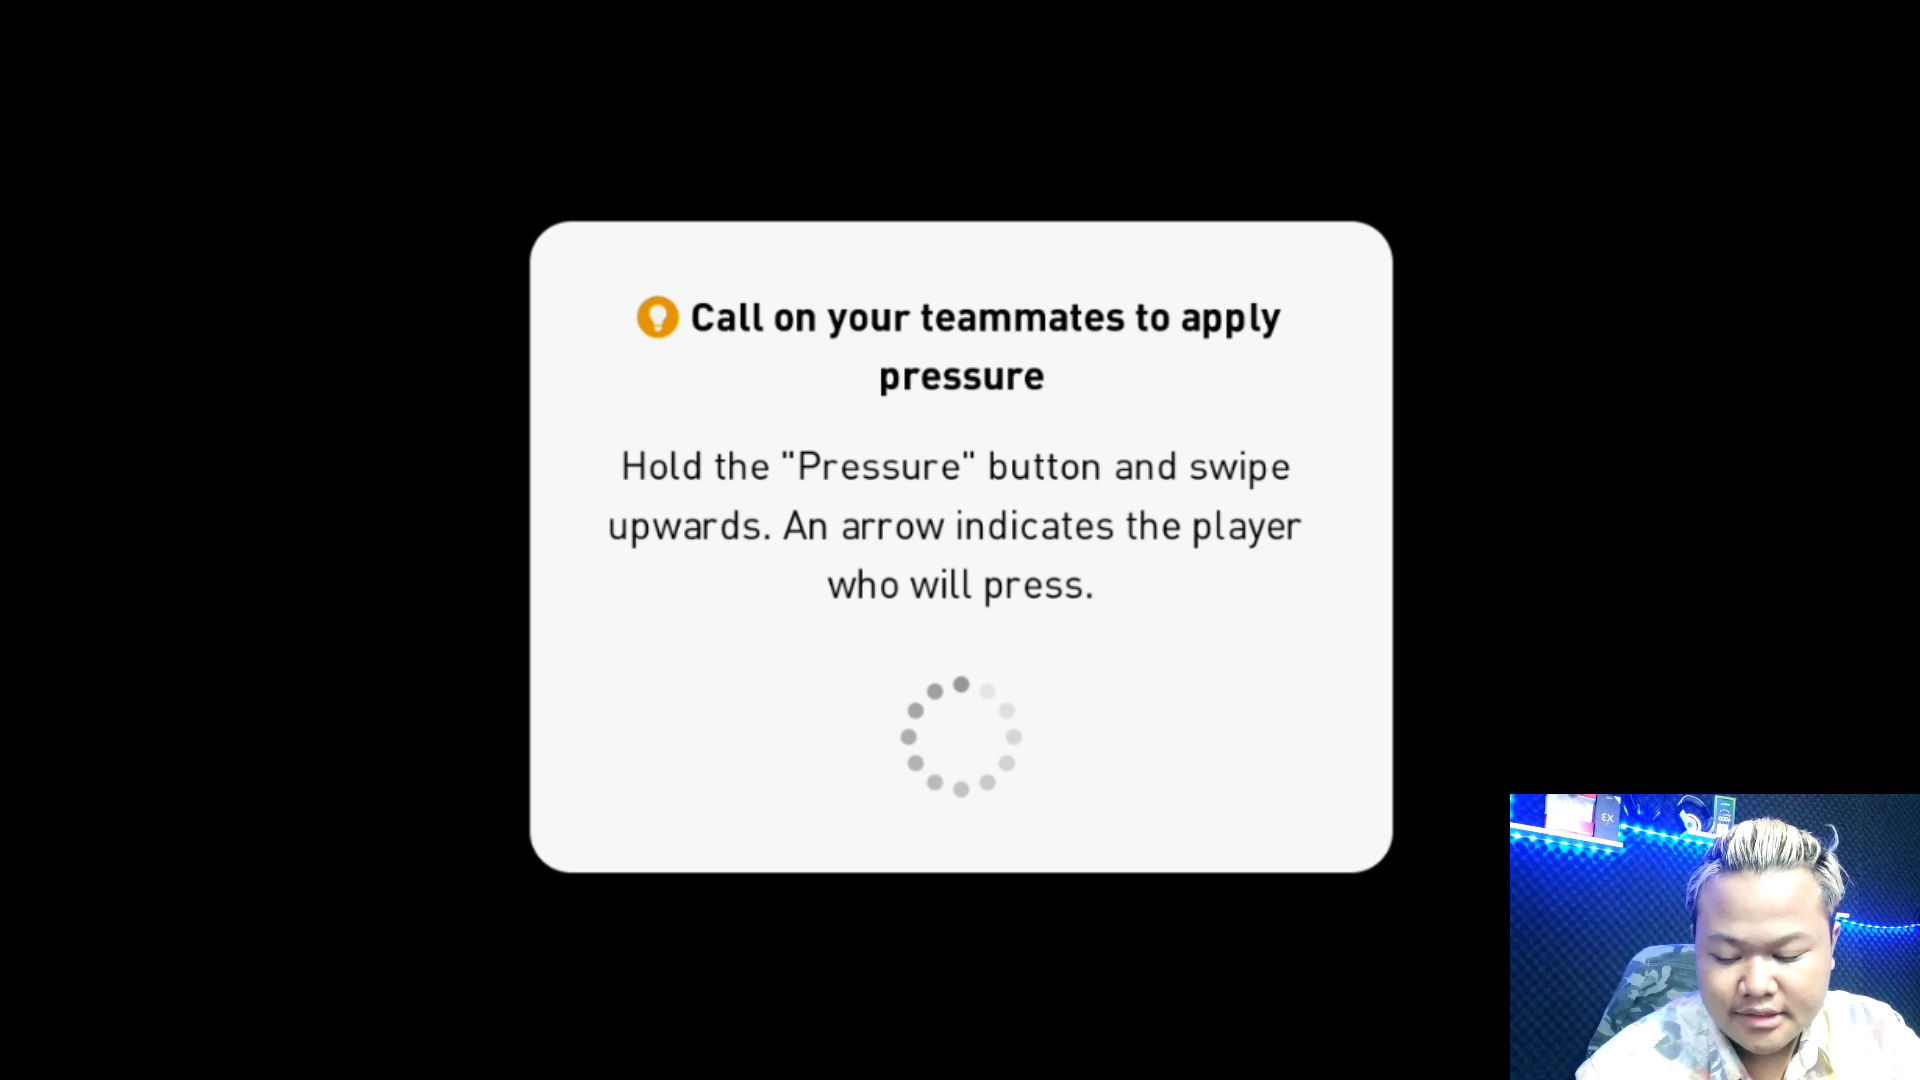 Call on your teammates to apply
pressure
Hold the "Pressure" button and swipe
upwards. An arrow indicates the player
who will press.
EX